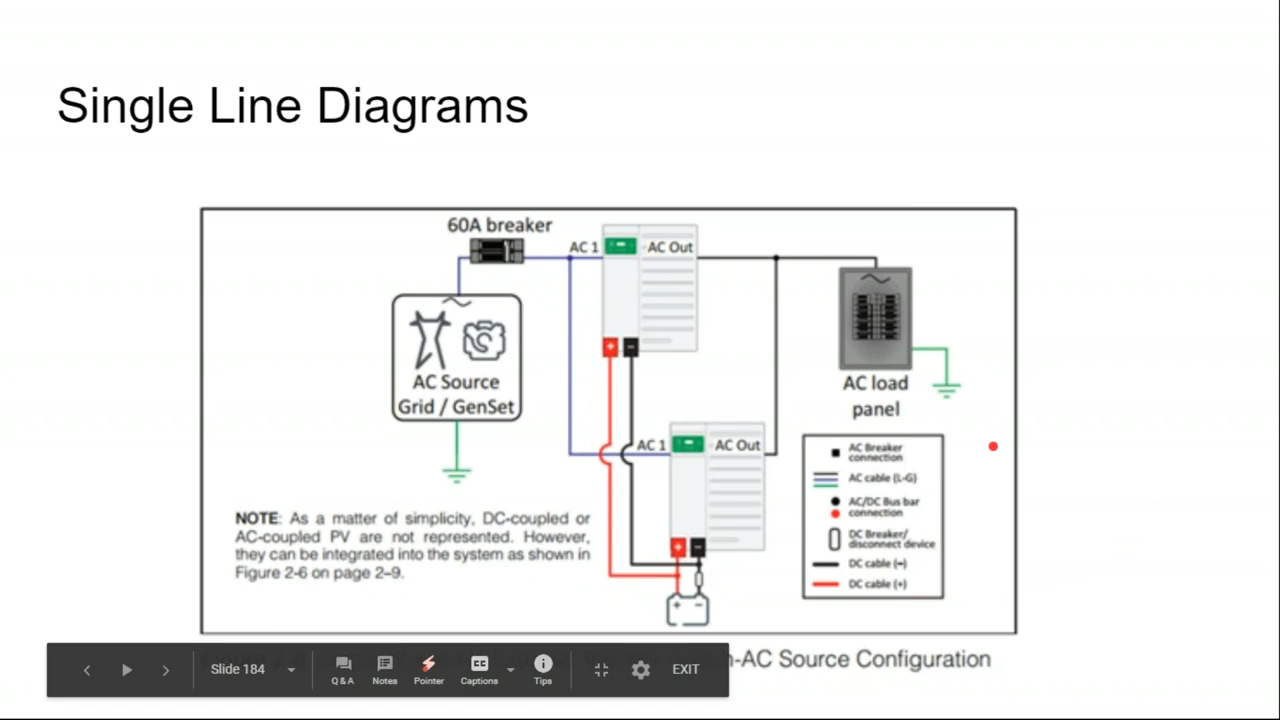 Single Line Diagrams
60A breaker
AC 1
AC Out
AC Source
Grid / GenSet
AC load
panel
AC 1
AC Out
AC Breaker
connection
AC cable (L-G)
AC/DC Bus bar
connection
DC Breaker/
disconnect device
DC cable (−)
DC cable (+)
NOTE: As a matter of simplicity, DC-coupled or
AC-coupled PV are not represented. However,
they can be integrated into the system as shown in
Figure 2-6 on page 2–9.
-AC Source Configuration
Slide 184
Q & A
Notes
Pointer
CC
Captions
Tips
EXIT